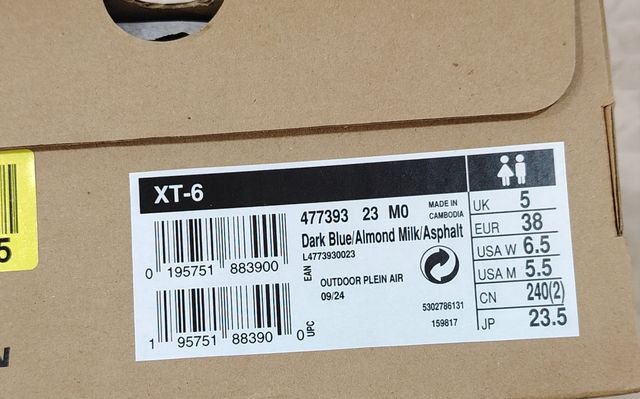 XT-6
477393 23 M0
MADE IN
CAMBODIA
Dark Blue/Almond Milk/Asphalt
L4773930023
0 195751 883900
EAN
OUTDOOR PLEIN AIR
09/24
5302786131
159817
1 95751 88390 0
UPC
UK 5
EUR 38
USA W 6.5
USA M 5.5
CN 240(2)
JP 23.5
5
N